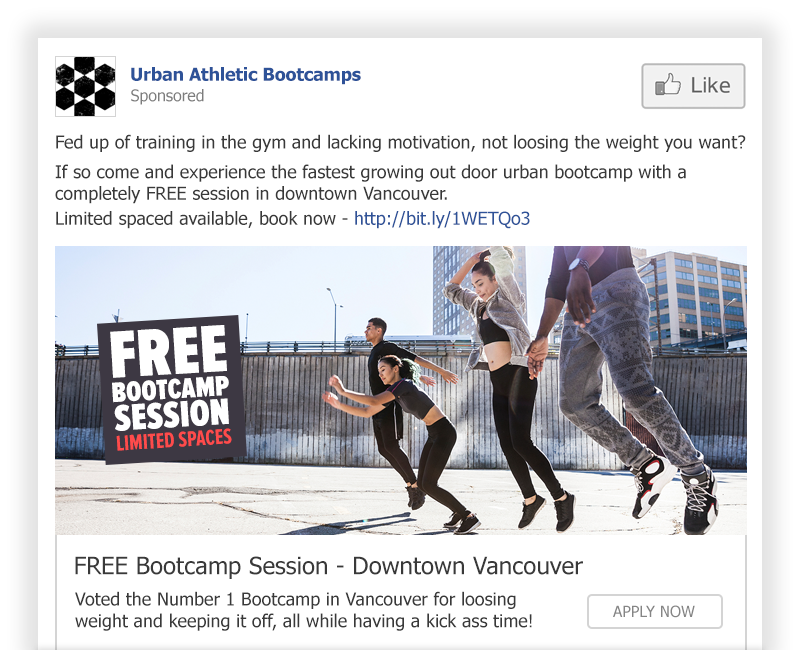 Urban Athletic Bootcamps
Sponsored
Like
Fed up of training in the gym and lacking motivation, not loosing the weight you want?
If so come and experience the fastest growing out door urban bootcamp with a
completely FREE session in downtown Vancouver.
Limited spaced available, book now - http://bit.ly/1WETQo3
FREE
BOOTCAMP
SESSION
LIMITED SPACES
FREE Bootcamp Session - Downtown Vancouver
Voted the Number 1 Bootcamp in Vancouver for loosing
weight and keeping it off, all while having a kick ass time!
APPLY NOW